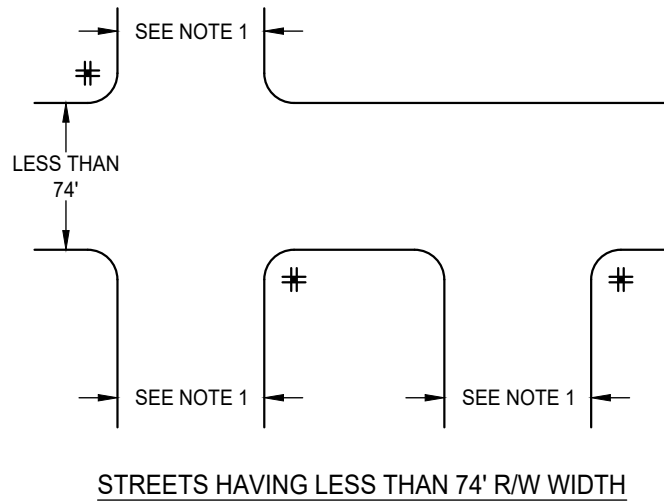 SEE NOTE 1
LESS THAN
74'
SEE NOTE 1
SEE NOTE 1
STREETS HAVING LESS THAN 74' R/W WIDTH